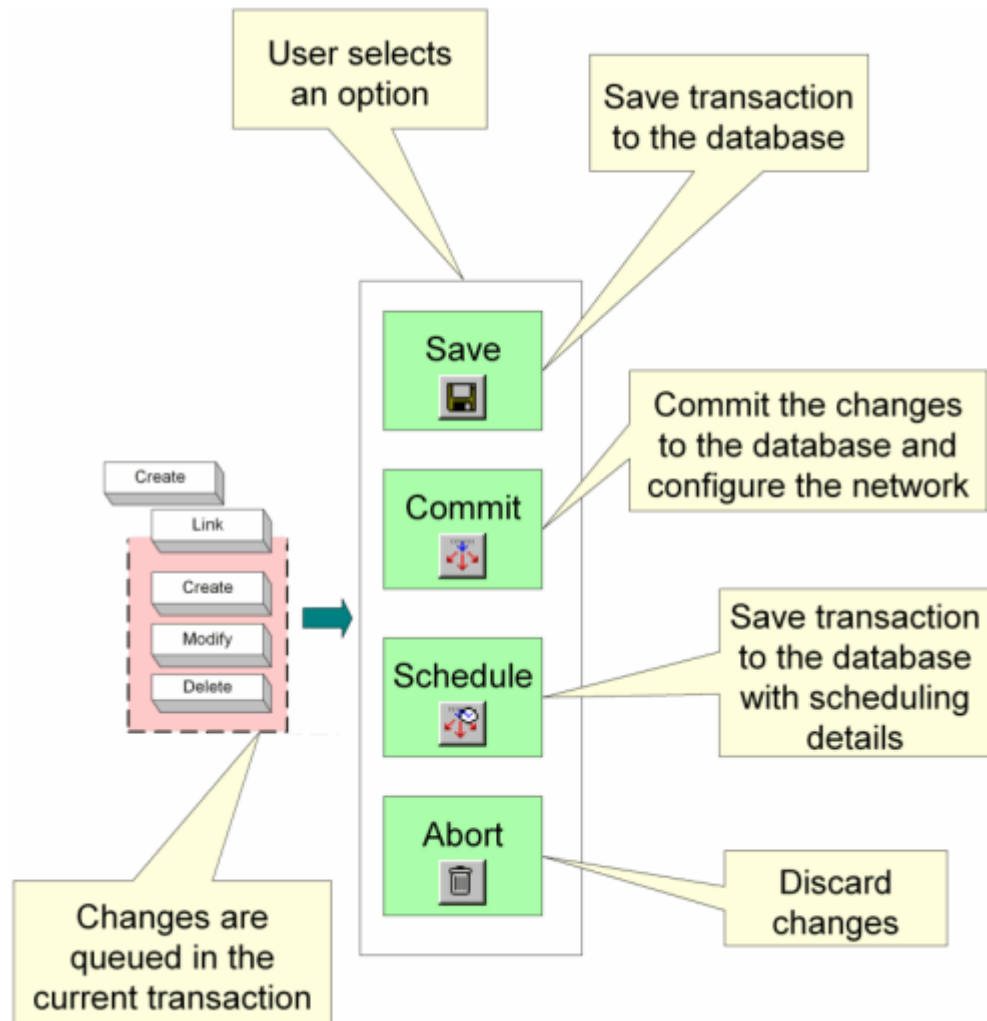 User selects
an option
Save transaction
to the database
Save
Commit the changes
to the database and
configure the network
Create
Link
Create
Modify
Delete
Commit
Save transaction
to the database
with scheduling
details
Schedule
Abort
Discard
changes
Changes are
queued in the
current transaction